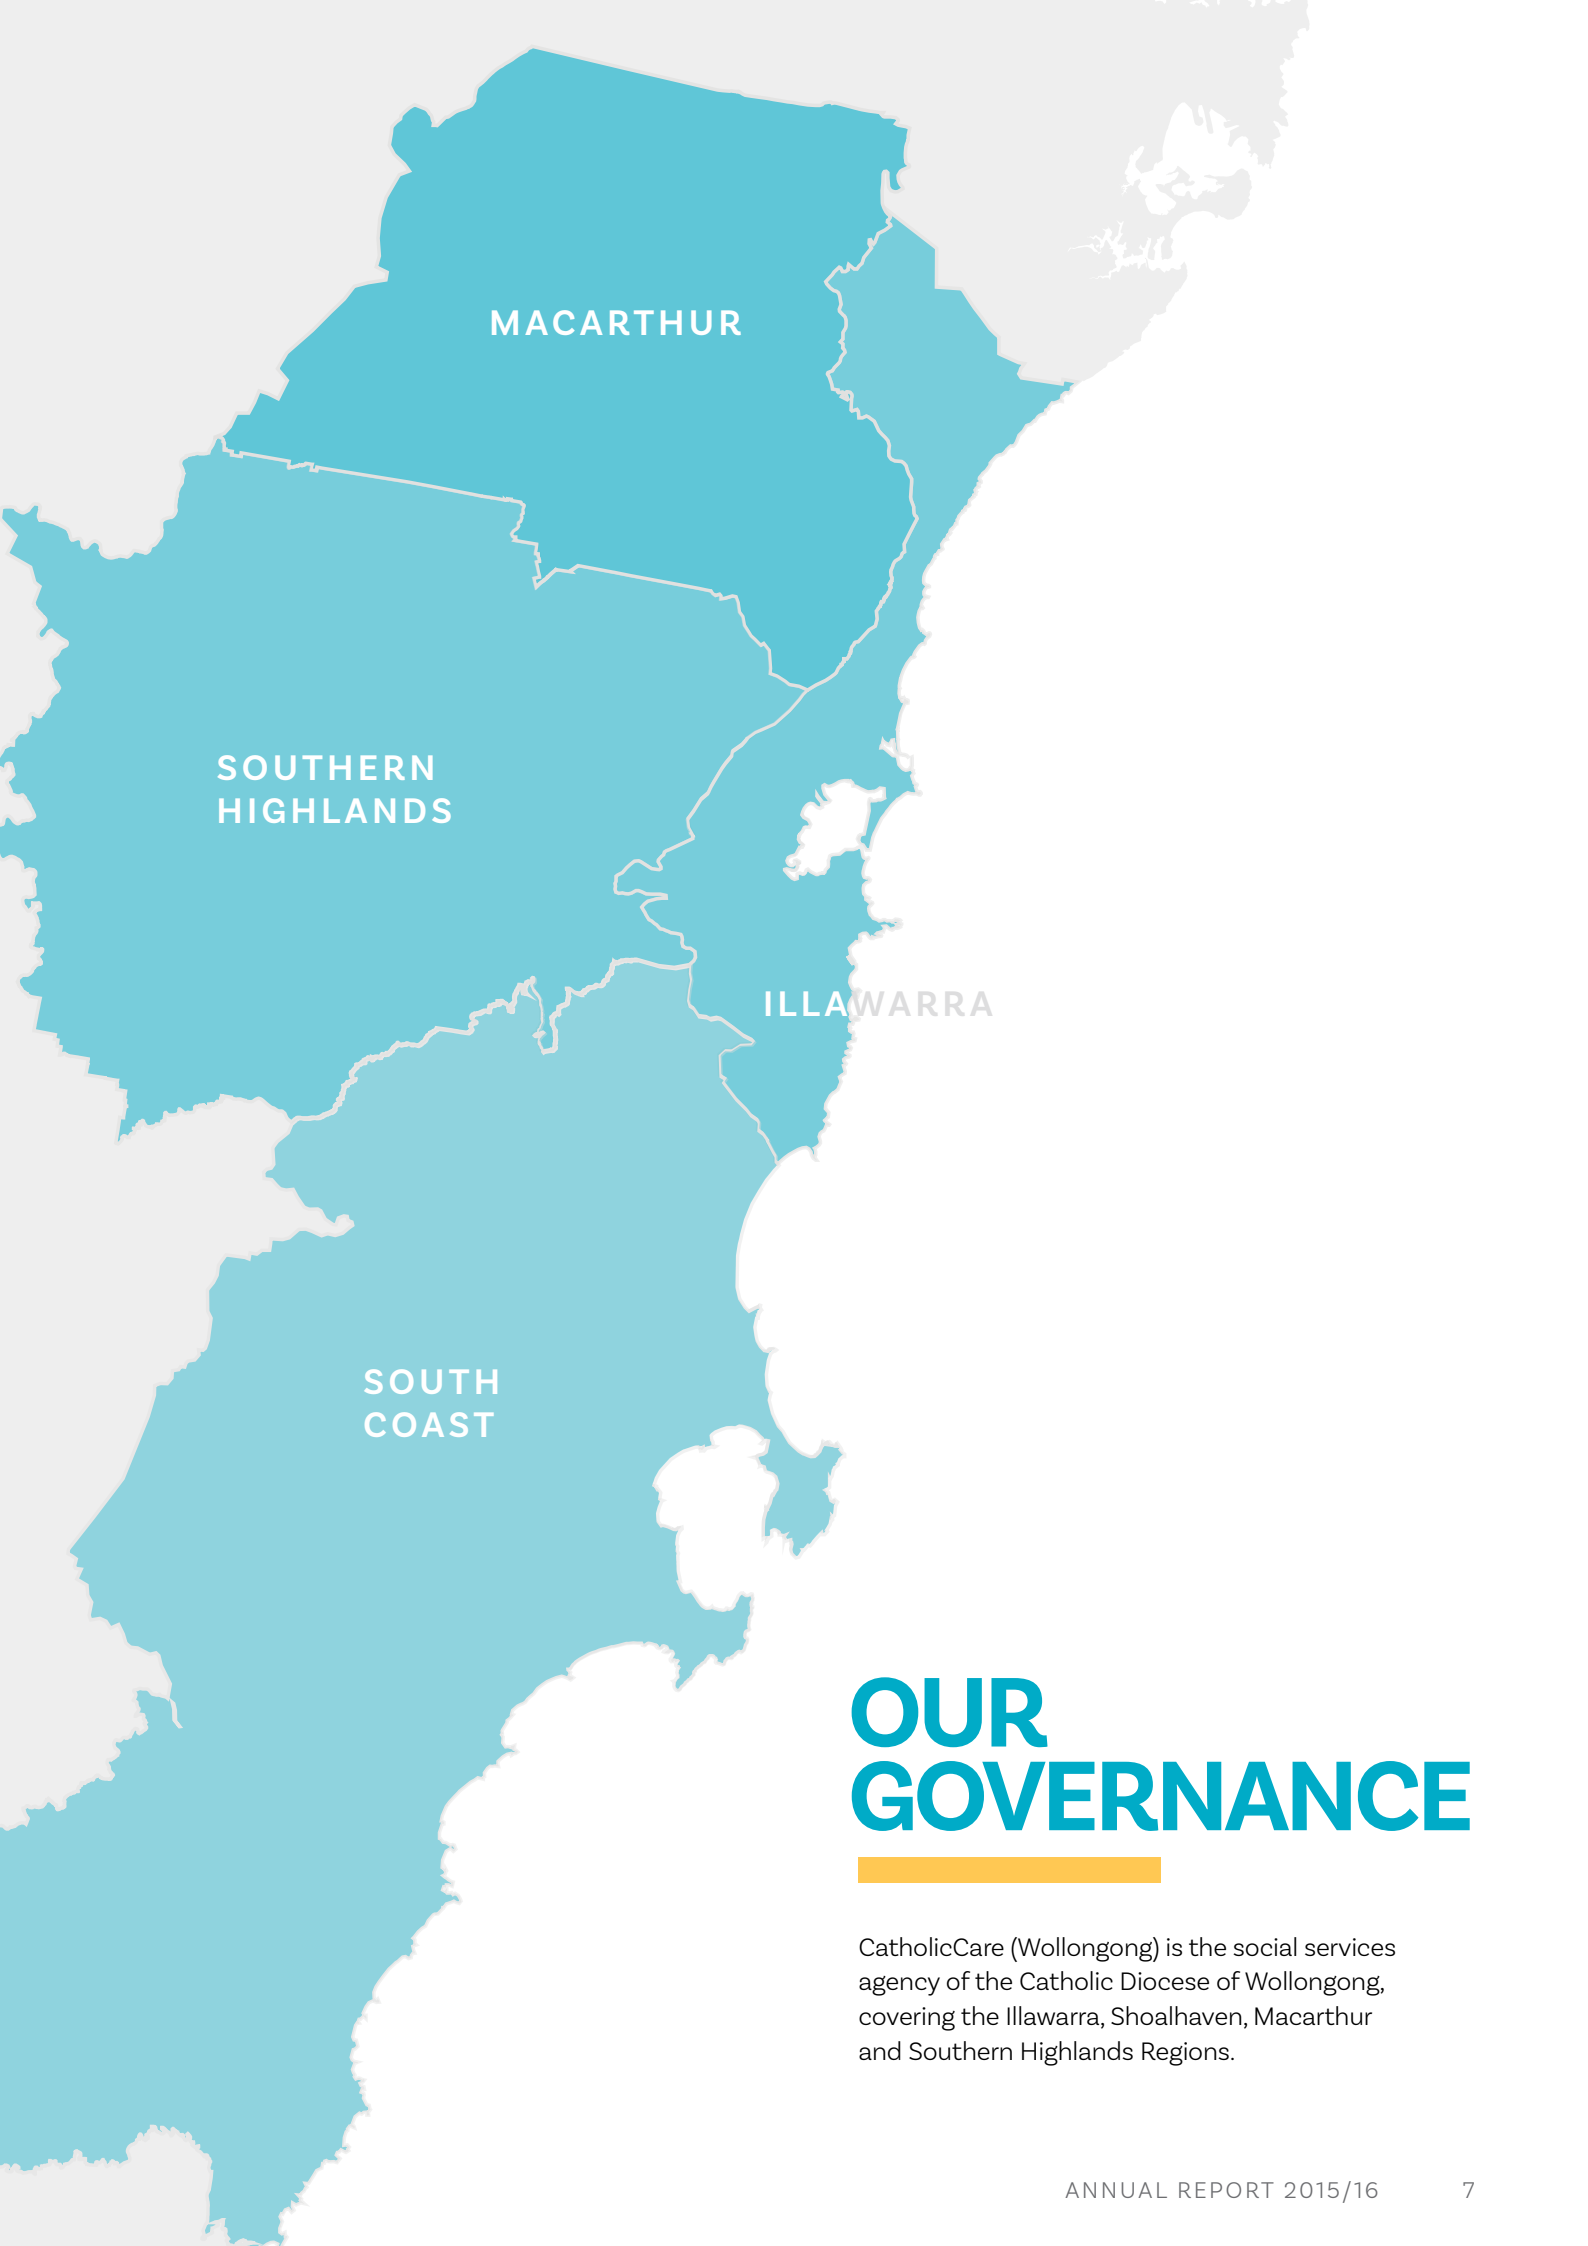 MACARTHUR
SOUTHERN
HIGHLANDS
ILLAWARRA
SOUTH
COAST
OUR
GOVERNANCE
CatholicCare (Wollongong) is the social services
agency of the Catholic Diocese of Wollongong,
covering the Illawarra, Shoalhaven, Macarthur
and Southern Highlands Regions.
ANNUAL REPORT 2015/16 7